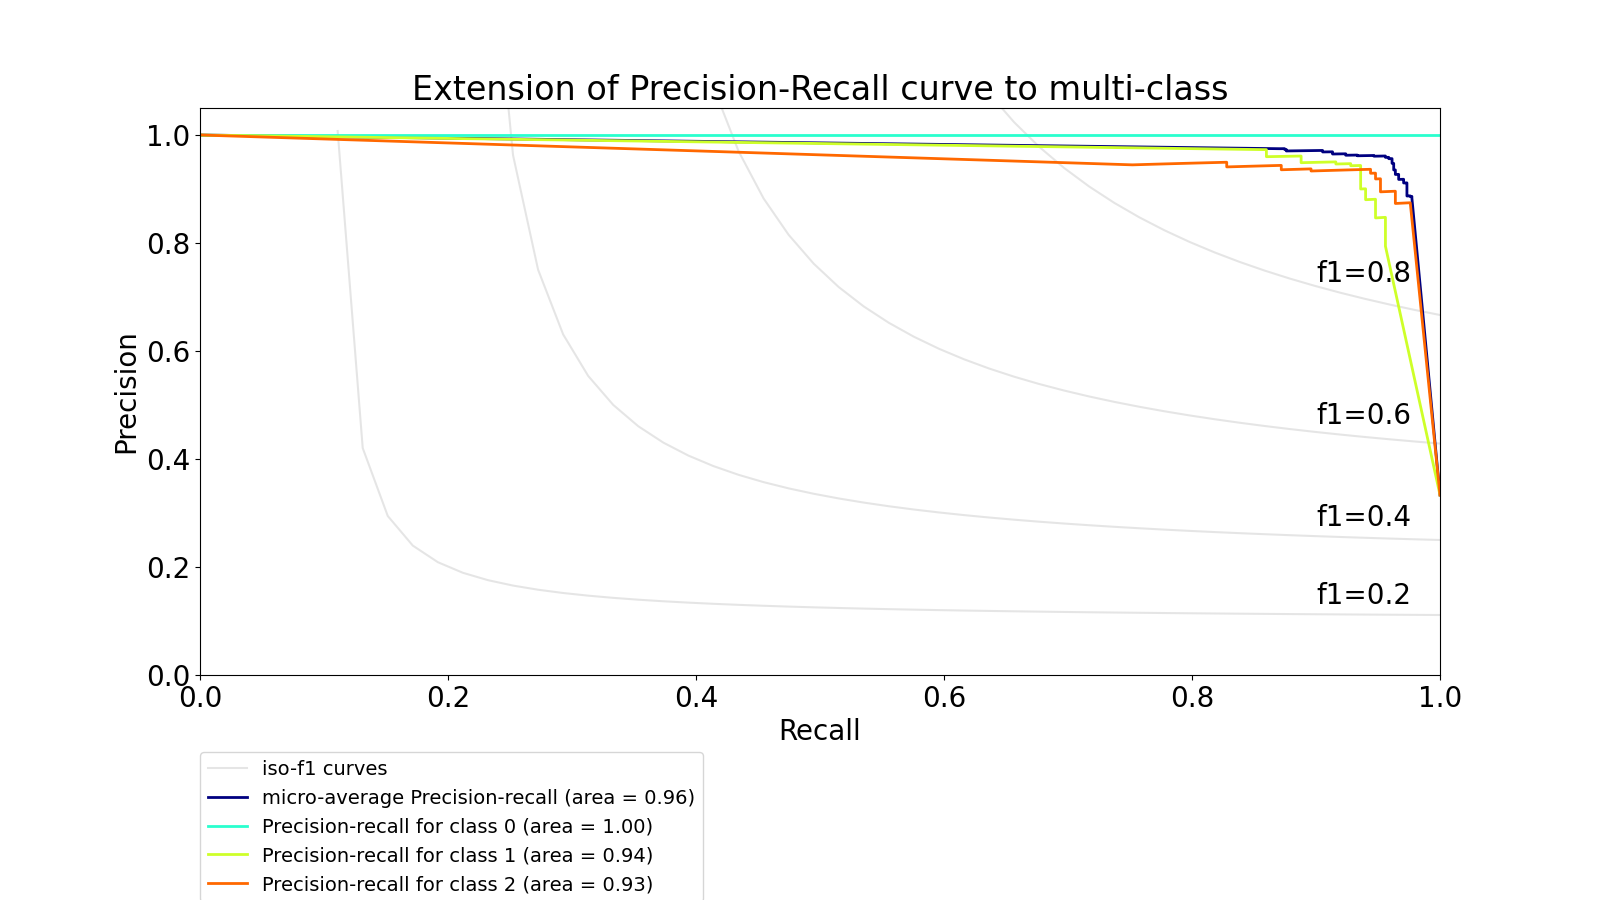 Extension of Precision-Recall curve to multi-class
1.0
0.8
0.6
0.4
0.2
0.0
Precision
f1=0.8
f1=0.6
f1=0.4
f1=0.2
0.0 0.2 0.4 0.6 0.8 1.0
Recall
iso-f1 curves
micro-average Precision-recall (area = 0.96)
Precision-recall for class 0 (area = 1.00)
Precision-recall for class 1 (area = 0.94)
Precision-recall for class 2 (area = 0.93)